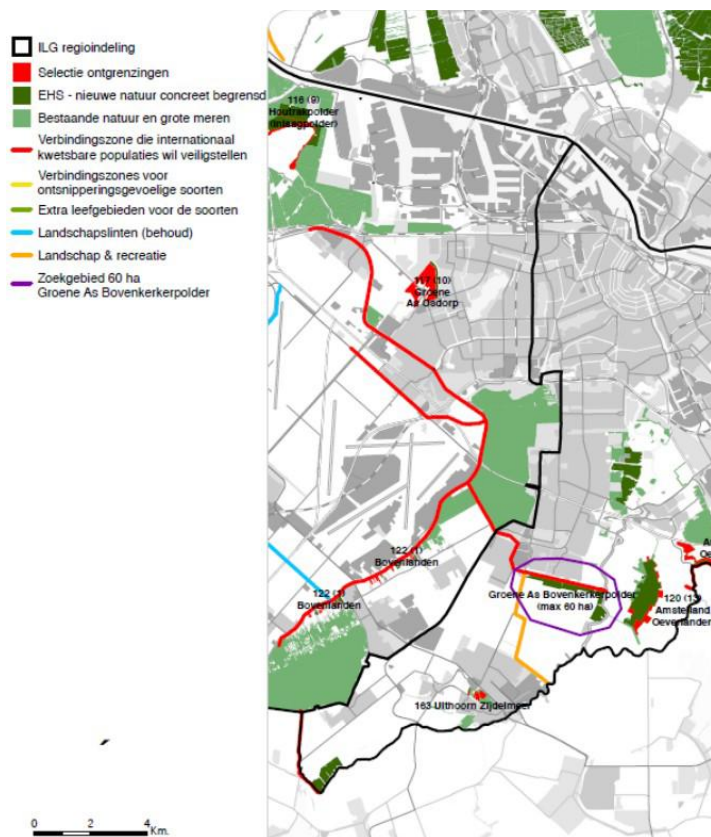 ILG regioindeling
Selectie ontgrenzingen
EHS - nieuwe natuur concreet begrensd
Bestaande natuur en grote meren
Verbindingszone die internationaal
kwetsbare populaties wil veiligstellen
Verbindingszones voor
ontsnipperingsgevoelige soorten
Extra leefgebieden voor de soorten
Landschapslinten (behoud)
Landschap & recreatie
Zoekgebied 60 ha
Groene As Bovenkerkerpolder
0 2 4 Km.
116 (9)
Houtrakpolder
(Inlaagpolder)
117 (10)
Groene
As Osdorp
122 (1)
Bovenlanden
122 (1)
Bovenlanden
Groene As Bovenkerkerpolder
(max 60 ha)
120 (13)
Amstelland
Oeverlanden
163 Uithoorn Zijdelmeer